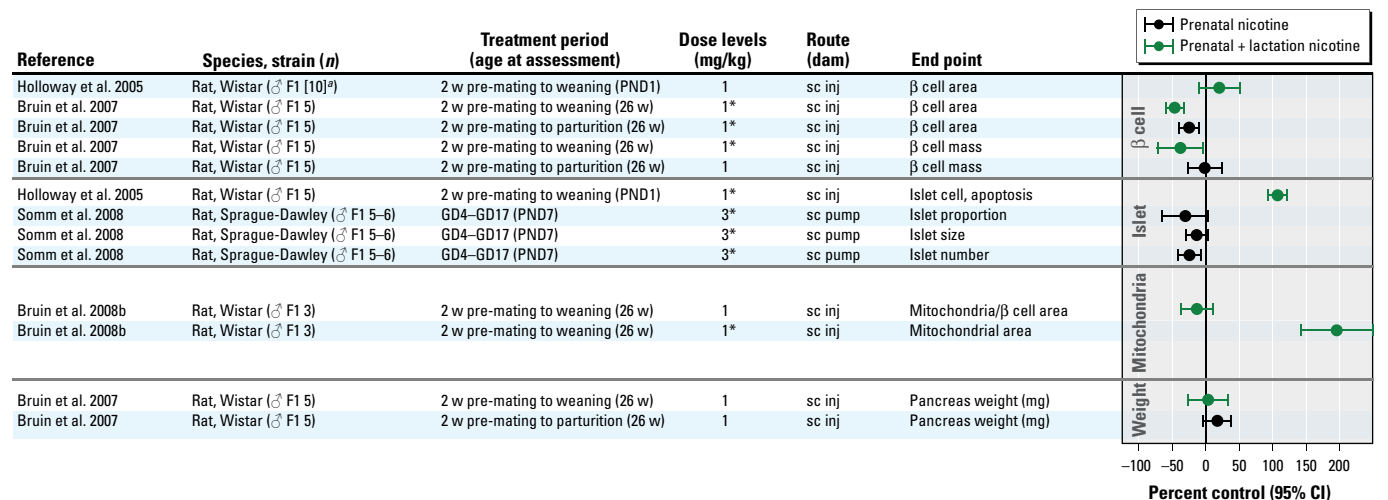 Prenatal nicotine
Prenatal + lactation nicotine
Reference Species, strain (n) Treatment period (age at assessment) Dose levels (mg/kg) Route (dam) End point
Holloway et al. 2005 Rat, Wistar (♂ F1 [10]a) 2 w pre-mating to weaning (PND1) 1 sc inj β cell area
Bruin et al. 2007 Rat, Wistar (♂ F1 5) 2 w pre-mating to weaning (26 w) 1* sc inj β cell area
Bruin et al. 2007 Rat, Wistar (♂ F1 5) 2 w pre-mating to parturition (26 w) 1* sc inj β cell area
Bruin et al. 2007 Rat, Wistar (♂ F1 5) 2 w pre-mating to weaning (26 w) 1* sc inj β cell mass
Bruin et al. 2007 Rat, Wistar (♂ F1 5) 2 w pre-mating to parturition (26 w) 1 sc inj β cell mass
β cell
Holloway et al. 2005 Rat, Wistar (♂ F1 5) 2 w pre-mating to weaning (PND1) 1* sc inj Islet cell, apoptosis
Somm et al. 2008 Rat, Sprague-Dawley (♂ F1 5–6) GD4–GD17 (PND7) 3* sc pump Islet proportion
Somm et al. 2008 Rat, Sprague-Dawley (♂ F1 5–6) GD4–GD17 (PND7) 3* sc pump Islet size
Somm et al. 2008 Rat, Sprague-Dawley (♂ F1 5–6) GD4–GD17 (PND7) 3* sc pump Islet number
Islet
Bruin et al. 2008b Rat, Wistar (♂ F1 3) 2 w pre-mating to weaning (26 w) 1 sc inj Mitochondria/β cell area
Bruin et al. 2008b Rat, Wistar (♂ F1 3) 2 w pre-mating to weaning (26 w) 1* sc inj Mitochondrial area
Mitochondria
Bruin et al. 2007 Rat, Wistar (♂ F1 5) 2 w pre-mating to weaning (26 w) 1 sc inj Pancreas weight (mg)
Bruin et al. 2007 Rat, Wistar (♂ F1 5) 2 w pre-mating to parturition (26 w) 1 sc inj Pancreas weight (mg)
Weight
–100 –50 0 50 100 150 200
Percent control (95% CI)